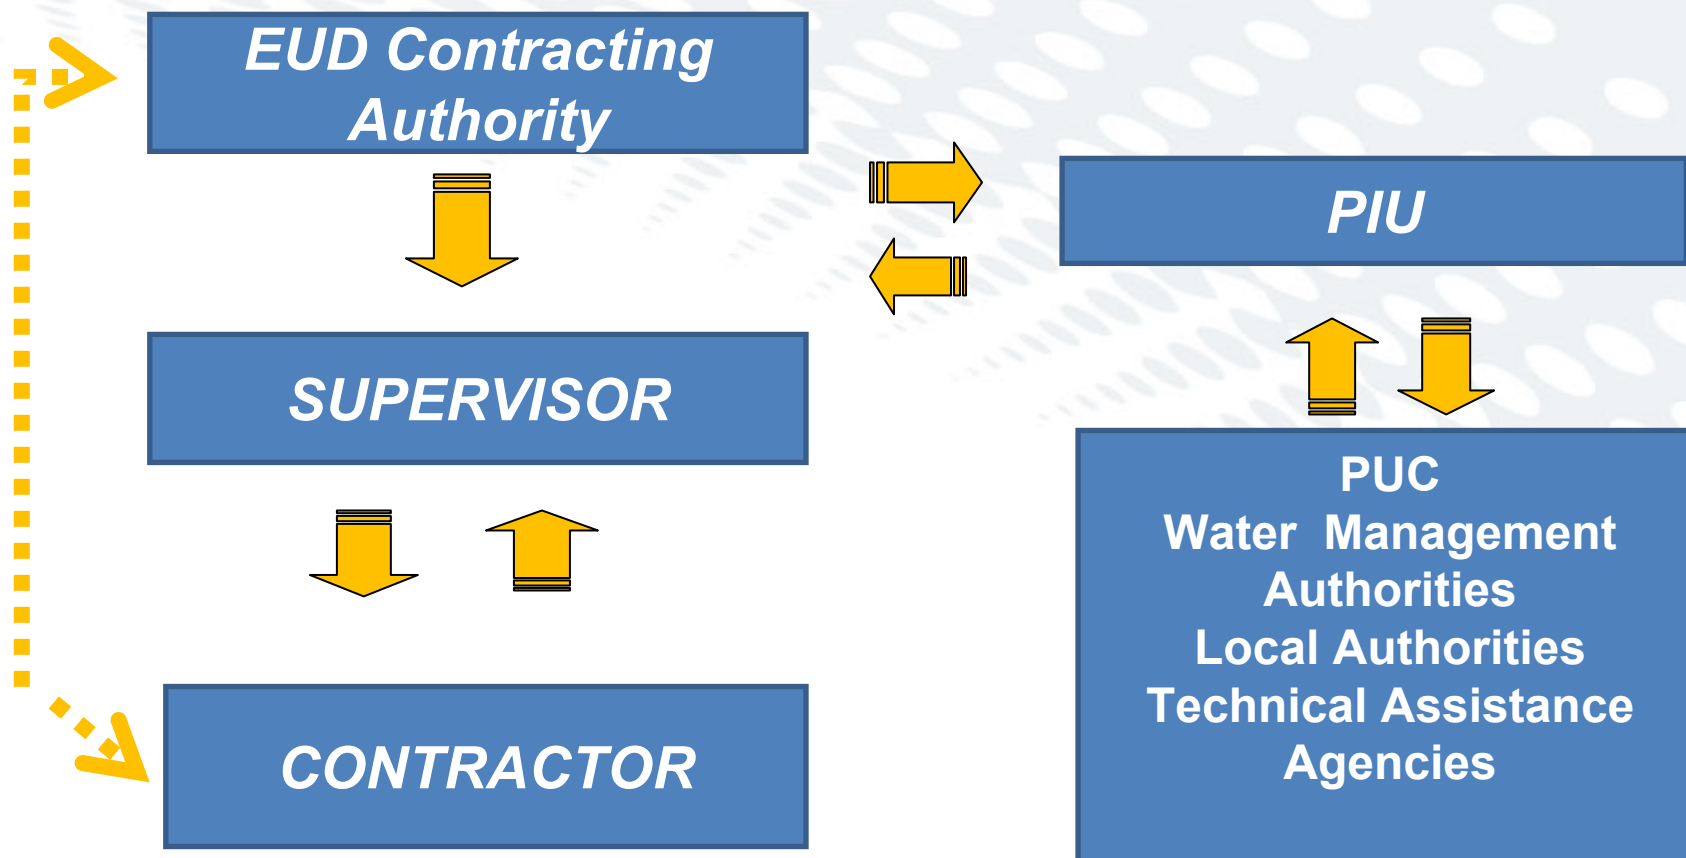 EUD Contracting
Authority
PIU
SUPERVISOR
PUC
Water  Management
Authorities
Local Authorities
Technical Assistance
Agencies
CONTRACTOR